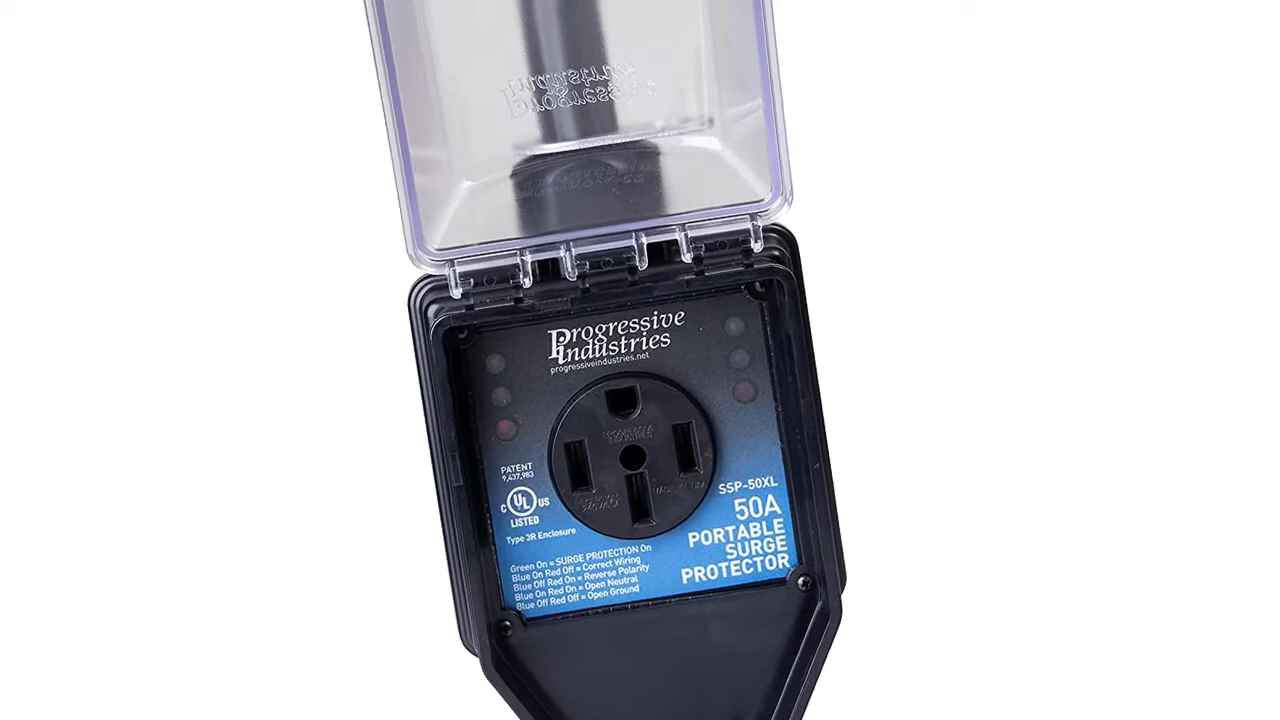 Progressive
Industries
progressiveindustries.net
PATENT
9,437,983
C UL US
LISTED
Type 3R Enclosure
SSP-50XL
50A
PORTABLE
SURGE
PROTECTOR
Green On = SURGE PROTECTION On
Blue On Red Off = Correct Wiring
Blue Off Red On = Reverse Polarity
Blue On Red On = Open Neutral
Blue Off Red Off = Open Ground